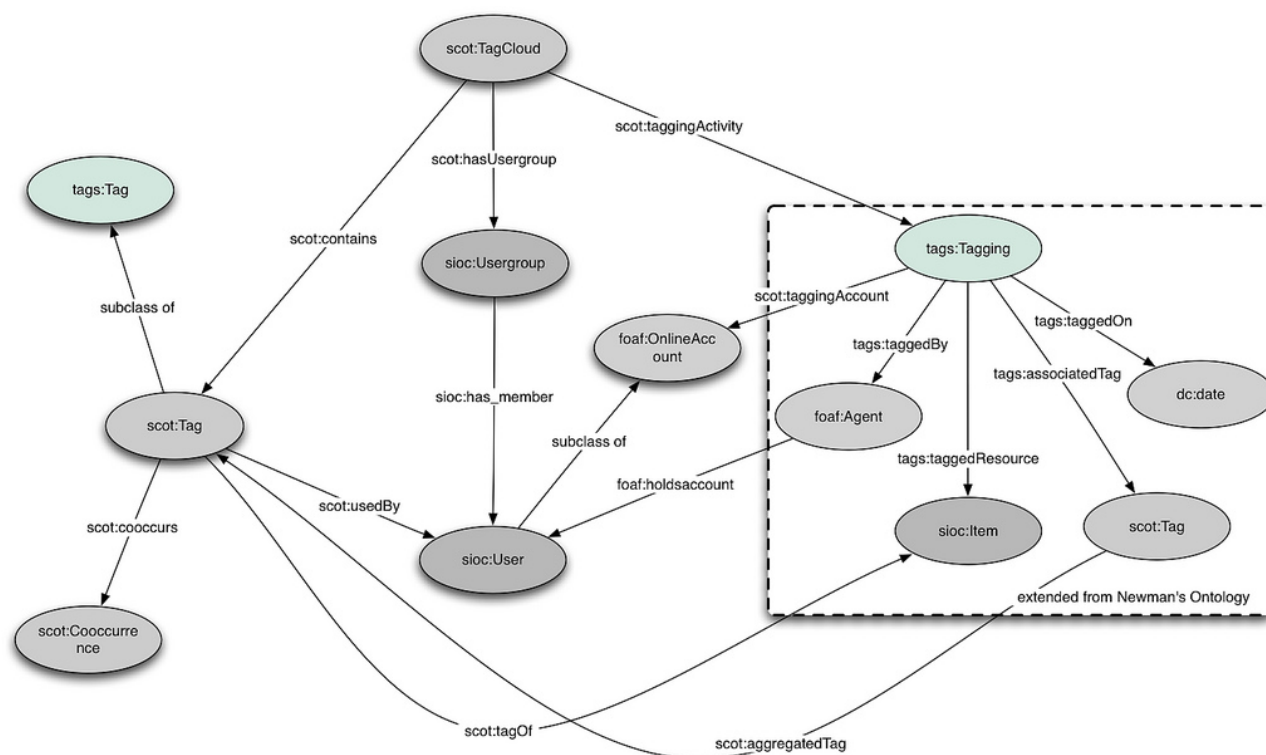 scot:TagCloud
scot:taggingActivity
scot:hasUsergroup
tags:Tag
scot:contains
tags:Tagging
sioc:Usergroup
scot:taggingAccount
subclass of
tags:taggedOn
foaf:OnlineAcc
ount
tags:taggedBy
tags:associatedTag
sioc:has_member
dc:date
foaf:Agent
scot:Tag
subclass of
tags:taggedResource
foaf:holdsaccount
scot:usedBy
scot:cooccurs
sioc:Item
scot:Tag
sioc:User
extended from Newman's Ontology
scot:Cooccurre
nce
scot:tagOf
scot:aggregatedTag